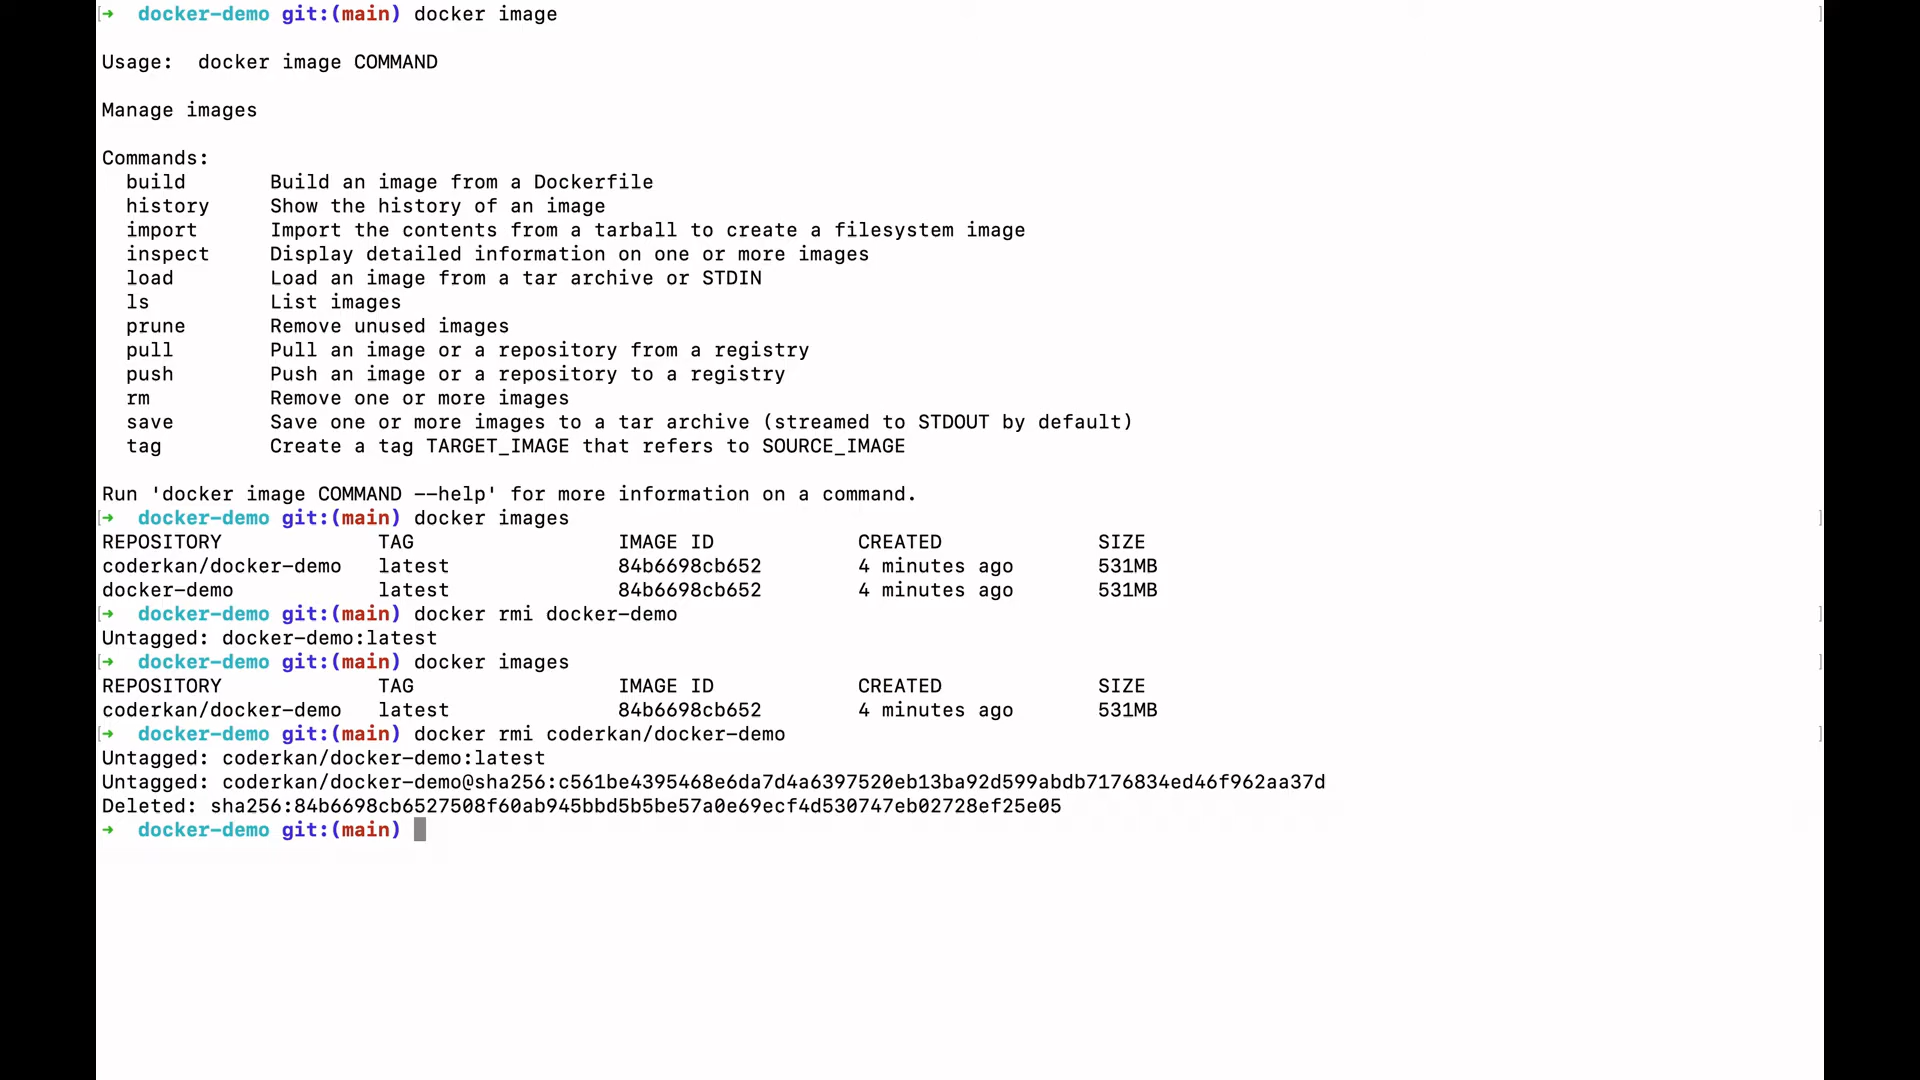 ➜  docker-demo git:(main) docker image
Usage:  docker image COMMAND
Manage images
Commands:
  build       Build an image from a Dockerfile
  history     Show the history of an image
  import      Import the contents from a tarball to create a filesystem image
  inspect     Display detailed information on one or more images
  load        Load an image from a tar archive or STDIN
  ls          List images
  prune       Remove unused images
  pull        Pull an image or a repository from a registry
  push        Push an image or a repository to a registry
  rm          Remove one or more images
  save        Save one or more images to a tar archive (streamed to STDOUT by default)
  tag         Create a tag TARGET_IMAGE that refers to SOURCE_IMAGE
Run 'docker image COMMAND --help' for more information on a command.
➜  docker-demo git:(main) docker images
REPOSITORY             TAG                 IMAGE ID            CREATED             SIZE
coderkan/docker-demo   latest              84b6698cb652        4 minutes ago       531MB
docker-demo            latest              84b6698cb652        4 minutes ago       531MB
➜  docker-demo git:(main) docker rmi docker-demo
Untagged: docker-demo:latest
➜  docker-demo git:(main) docker images
REPOSITORY             TAG                 IMAGE ID            CREATED             SIZE
coderkan/docker-demo   latest              84b6698cb652        4 minutes ago       531MB
➜  docker-demo git:(main) docker rmi coderkan/docker-demo
Untagged: coderkan/docker-demo:latest
Untagged: coderkan/docker-demo@sha256:c561be4395468e6da7d4a6397520eb13ba92d599abdb7176834ed46f962aa37d
Deleted: sha256:84b6698cb6527508f60ab945bbd5b5be57a0e69ecf4d530747eb02728ef25e05
➜  docker-demo git:(main)